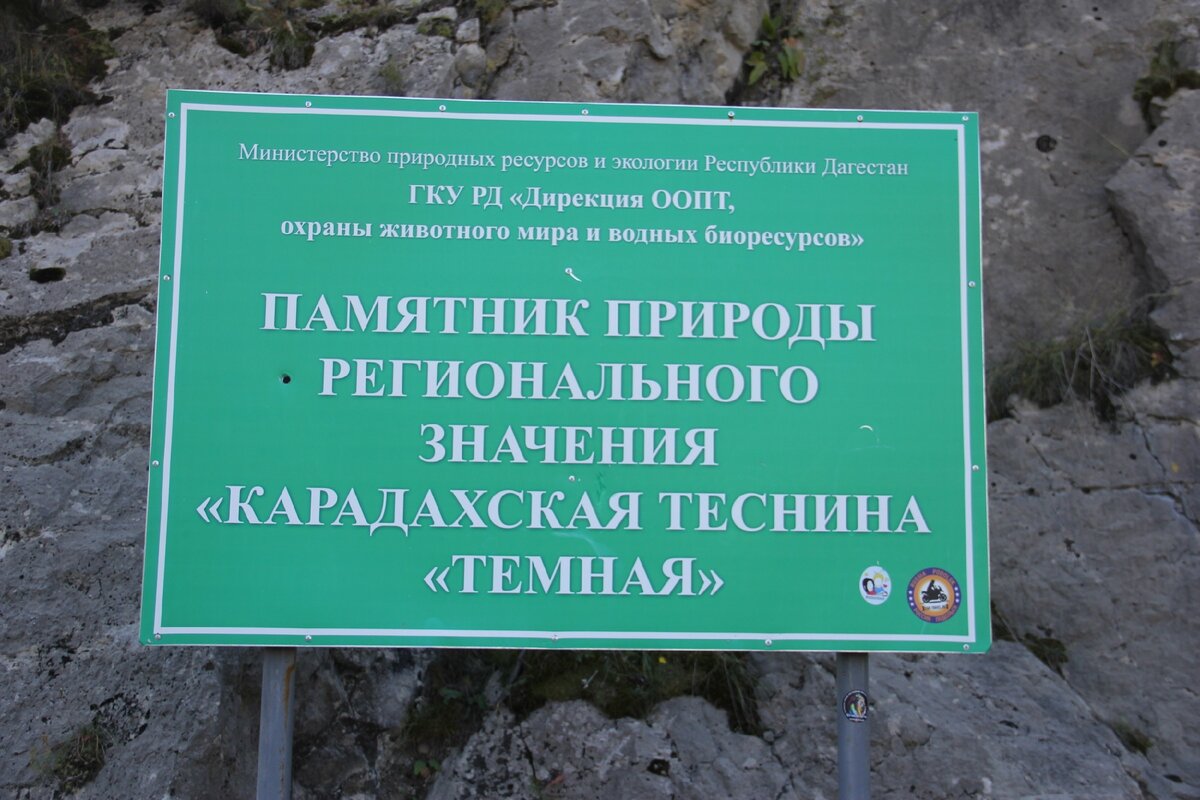 Министерство природных ресурсов и экологии Республики Дагестан
ГКУ РД «Дирекция ООПТ,
охраны животного мира и водных биоресурсов»
ПАМЯТНИК ПРИРОДЫ
РЕГИОНАЛЬНОГО
ЗНАЧЕНИЯ
«КАРАДАХСКАЯ ТЕСНИНА
«ТЕМНАЯ»